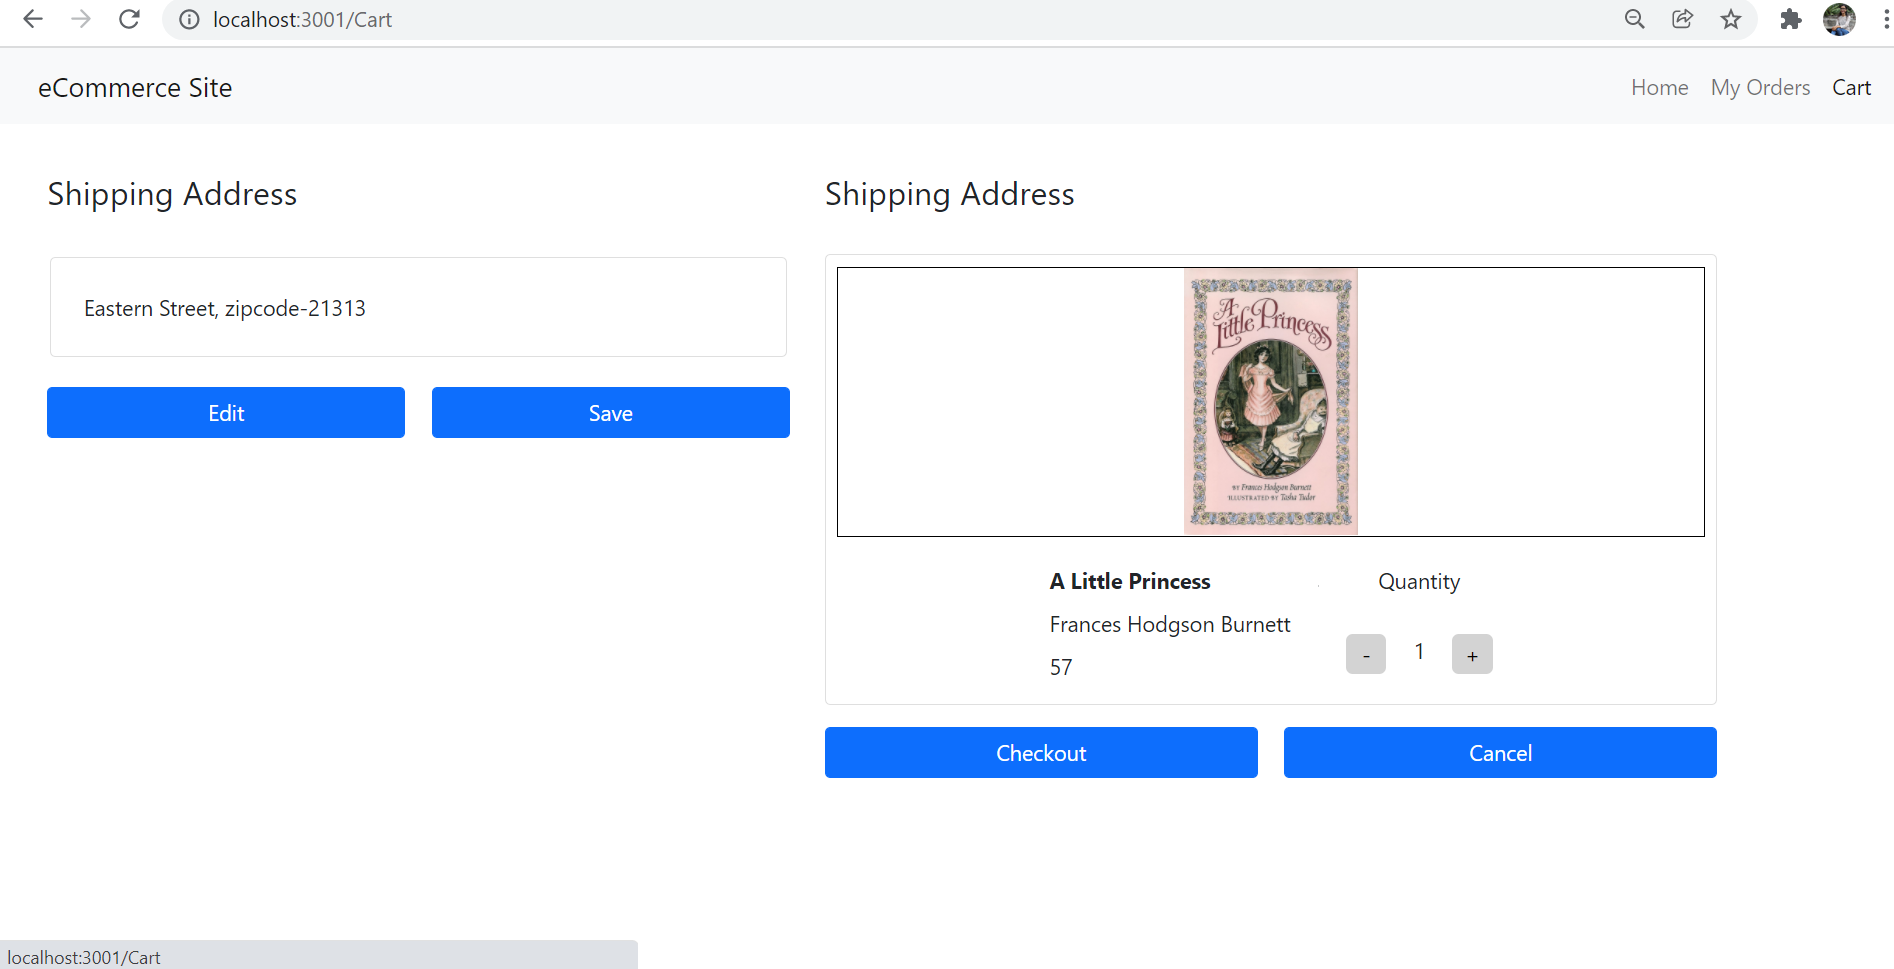 localhost:3001/Cart
eCommerce Site
Home
My Orders
Cart
Shipping Address
Eastern Street, zipcode-21313
Edit
Save
Shipping Address
A
Little Princess
BY Frances Hodgson Burnett
ILLUSTRATED BY Tasha Tudor
A Little Princess
Frances Hodgson Burnett
57
Quantity
- 1 +
Checkout
Cancel
localhost:3001/Cart